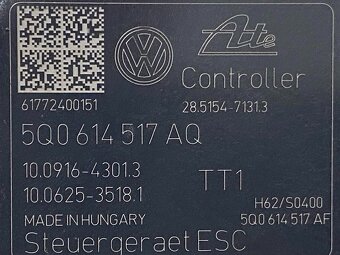 Ate
Controller
61772400151
28.5154-7131.3
5Q0 614 517 AQ
10.0916-4301.3
10.0625-3518.1
TT1
H62/S0400
MADE IN HUNGARY
5Q0 614 517 AF
Steuergeraet ESC